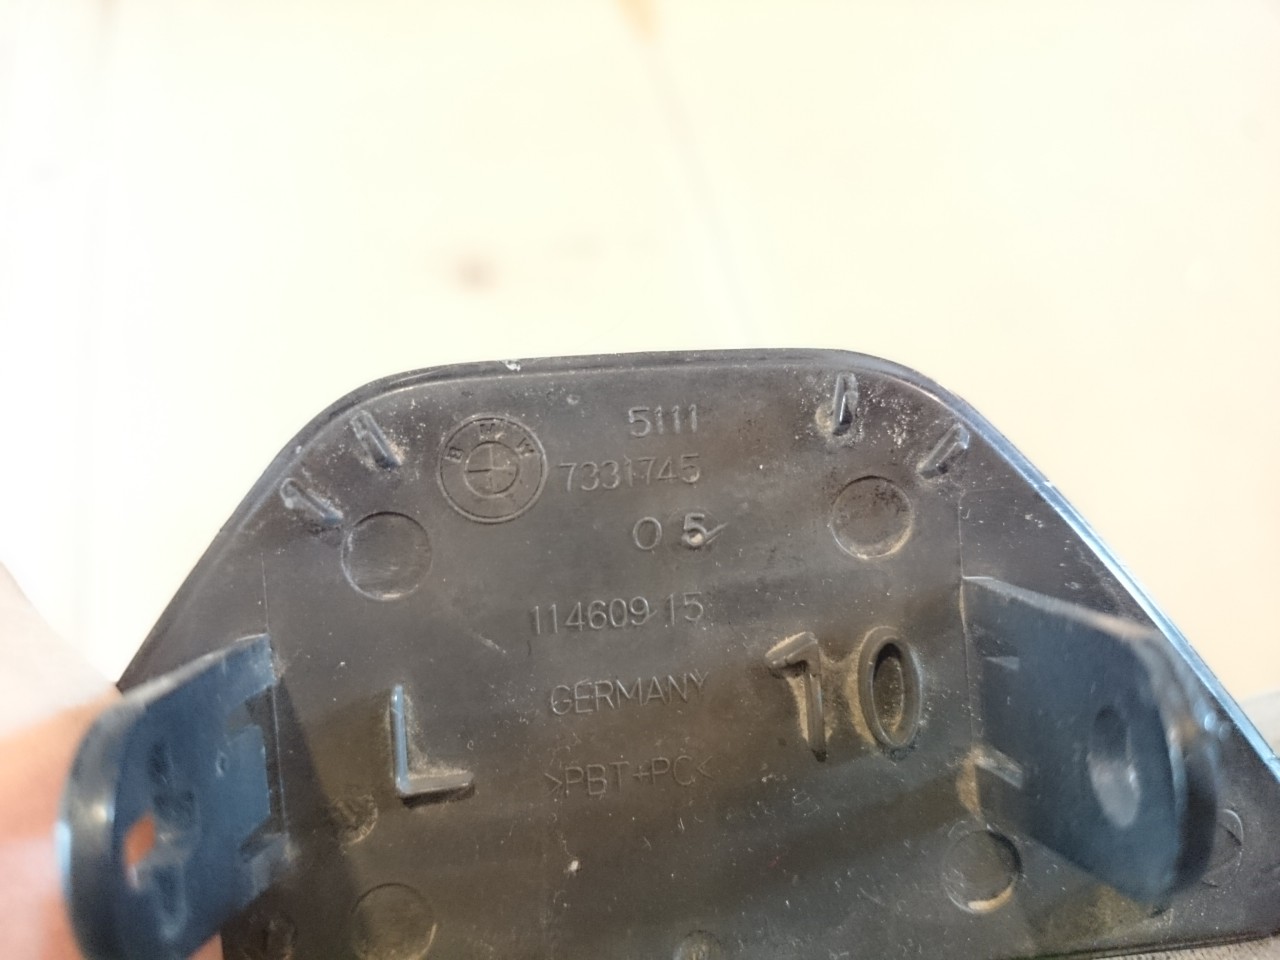 BMW
5111
7331745
05
114609 15
GERMANY
L
10
>PBT+PC<